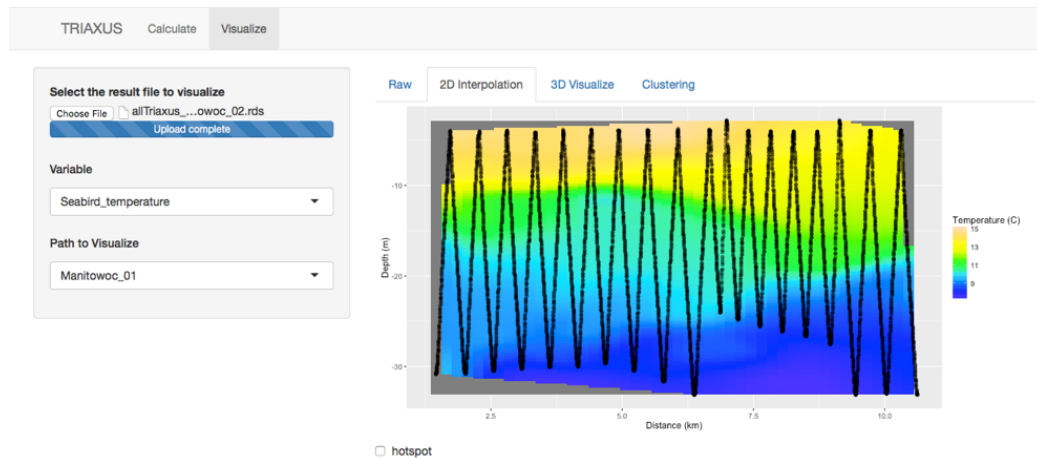 TRIAXUS Calculate Visualize
Select the result file to visualize
Choose File allTriaxus_...owoc_02.rds
Upload complete
Variable
Seabird_temperature
Path to Visualize
Manitowoc_01
Raw 2D Interpolation 3D Visualize Clustering
-10
-20
-30
Depth (m)
2.5 5.0 7.5 10.0
Distance (km)
Temperature (C)
15
13
11
9
hotspot